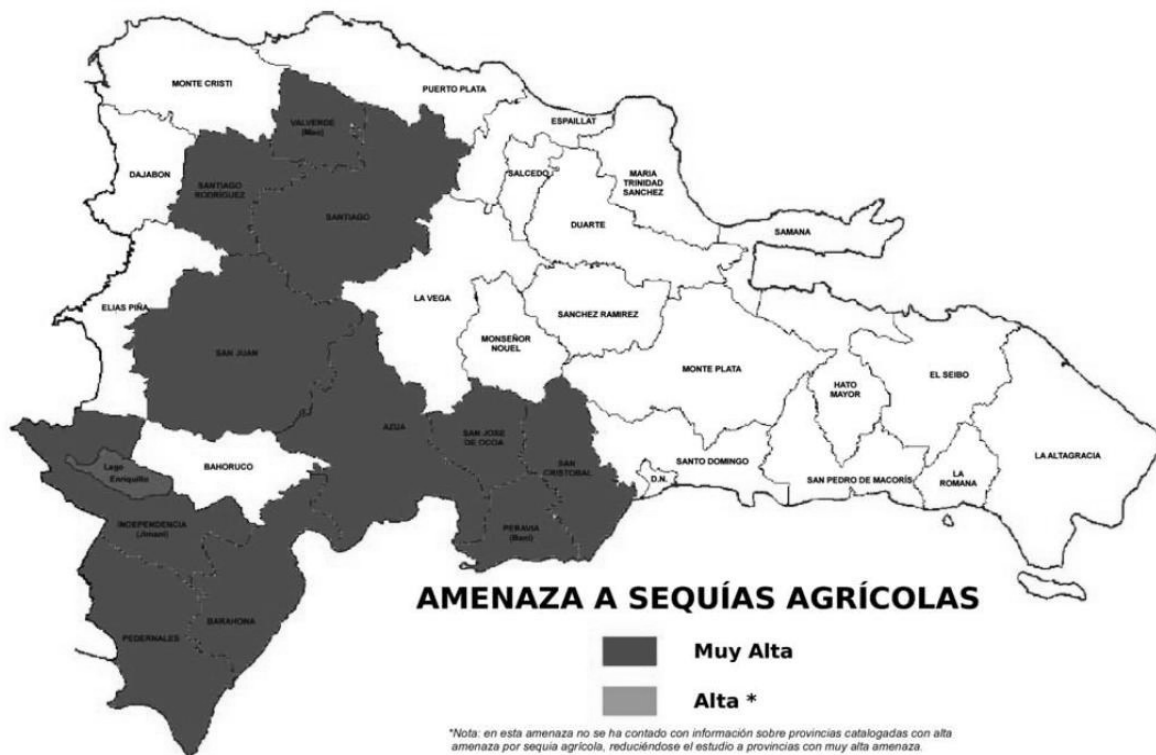 MONTE CRISTI
PUERTO PLATA
VALVERDE
(Mao)
ESPAILLAT
DAJABON
SANTIAGO
RODRÍGUEZ
SALCEDO
MARIA
TRINIDAD
SANCHEZ
SANTIAGO
DUARTE
SAMANA
ELIAS PIÑA
LA VEGA
SANCHEZ RAMIREZ
MONSEÑOR
NOUEL
SAN JUAN
MONTE PLATA
EL SEIBO
HATO
MAYOR
AZUA
SAN JOSE
DE OCOA
SAN
CRISTOBAL
SANTO DOMINGO
LA ALTAGRACIA
BAHORUCO
Lago
Enriquillo
D.N.
SAN PEDRO DE MACORÍS
LA
ROMANA
INDEPENDENCIA
(Jimaní)
PERAVIA
(Baní)
BARAHONA
PEDERNALES
AMENAZA A SEQUÍAS AGRÍCOLAS
Muy Alta
Alta *
*Nota: en esta amenaza no se ha contado con información sobre provincias catalogadas con alta
amenaza por sequia agrícola, reduciéndose el estudio a provincias con muy alta amenaza.